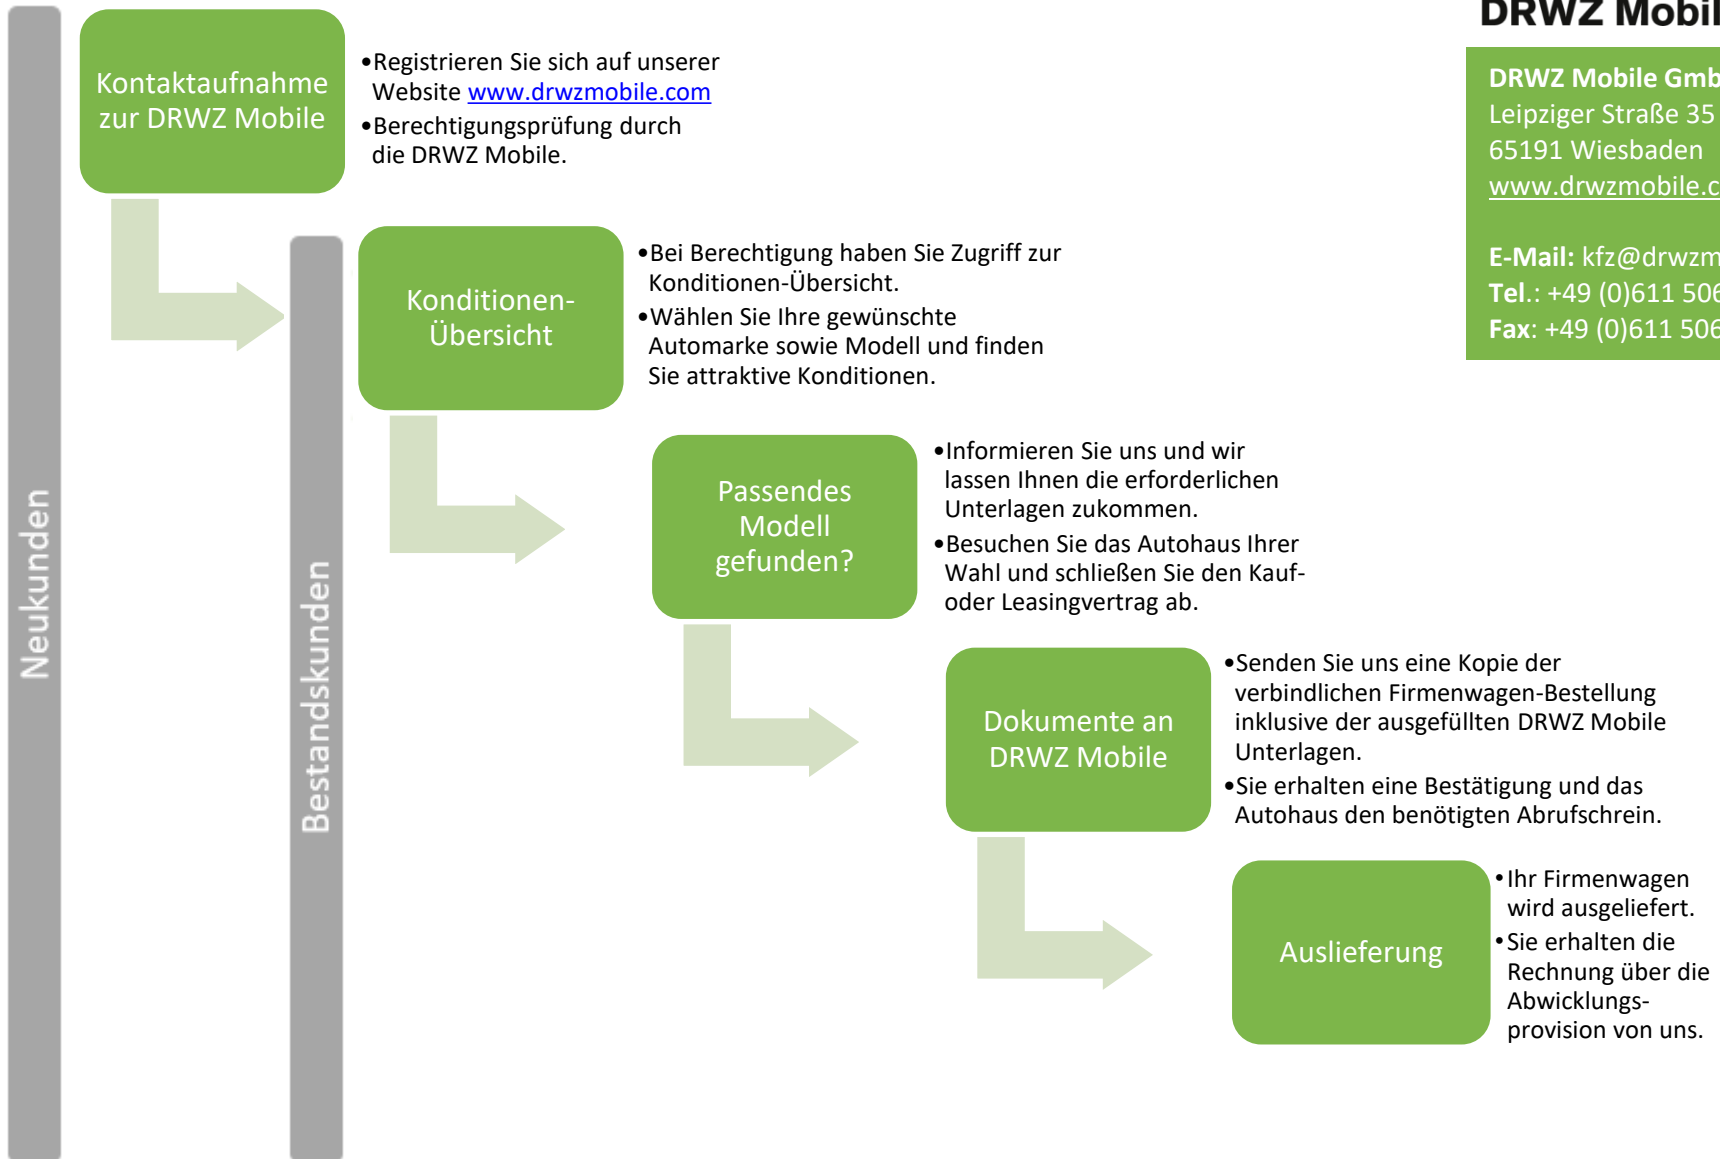 Neukunden
Bestandskunden
Kontaktaufnahme
zur DRWZ Mobile
•Registrieren Sie sich auf unserer
Website www.drwzmobile.com
•Berechtigungsprüfung durch
die DRWZ Mobile.
Konditionen-
Übersicht
•Bei Berechtigung haben Sie Zugriff zur
Konditionen-Übersicht.
•Wählen Sie Ihre gewünschte
Automarke sowie Modell und finden
Sie attraktive Konditionen.
Passendes
Modell
gefunden?
•Informieren Sie uns und wir
lassen Ihnen die erforderlichen
Unterlagen zukommen.
•Besuchen Sie das Autohaus Ihrer
Wahl und schließen Sie den Kauf-
oder Leasingvertrag ab.
Dokumente an
DRWZ Mobile
•Senden Sie uns eine Kopie der
verbindlichen Firmenwagen-Bestellung
inklusive der ausgefüllten DRWZ Mobile
Unterlagen.
•Sie erhalten eine Bestätigung und das
Autohaus den benötigten Abrufschrein.
Auslieferung
•Ihr Firmenwagen
wird ausgeliefert.
•Sie erhalten die
Rechnung über die
Abwicklungs-
provision von uns.
DRWZ Mobil
DRWZ Mobile Gmb
Leipziger Straße 35
65191 Wiesbaden
www.drwzmobile.c
E-Mail: kfz@drwzm
Tel.: +49 (0)611 506
Fax: +49 (0)611 506